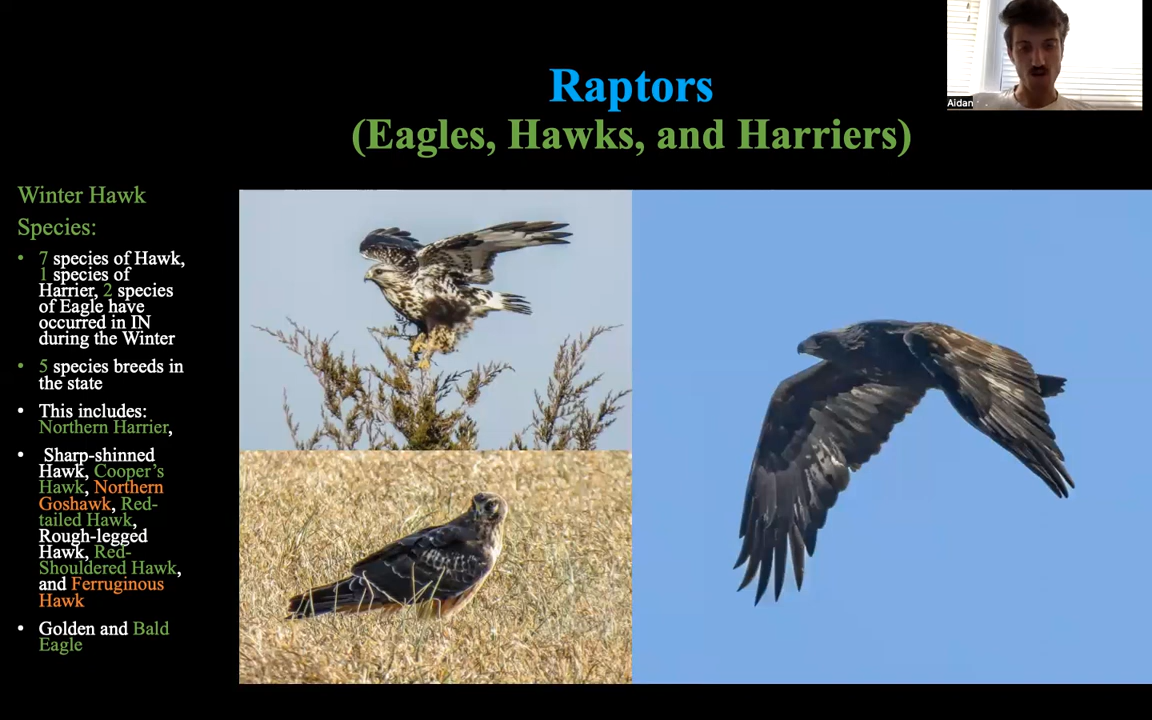 Raptors
(Eagles, Hawks, and Harriers)
Aidan
Winter Hawk
Species:
• 7 species of Hawk,
1 species of
Harrier, 2 species
of Eagle have
occurred in IN
during the Winter
• 5 species breeds in
the state
• This includes:
Northern Harrier,
• Sharp-shinned
Hawk, Cooper's
Hawk, Northern
Goshawk, Red-
tailed Hawk,
Rough-legged
Hawk, Red-
Shouldered Hawk,
and Ferruginous
Hawk
• Golden and Bald
Eagle